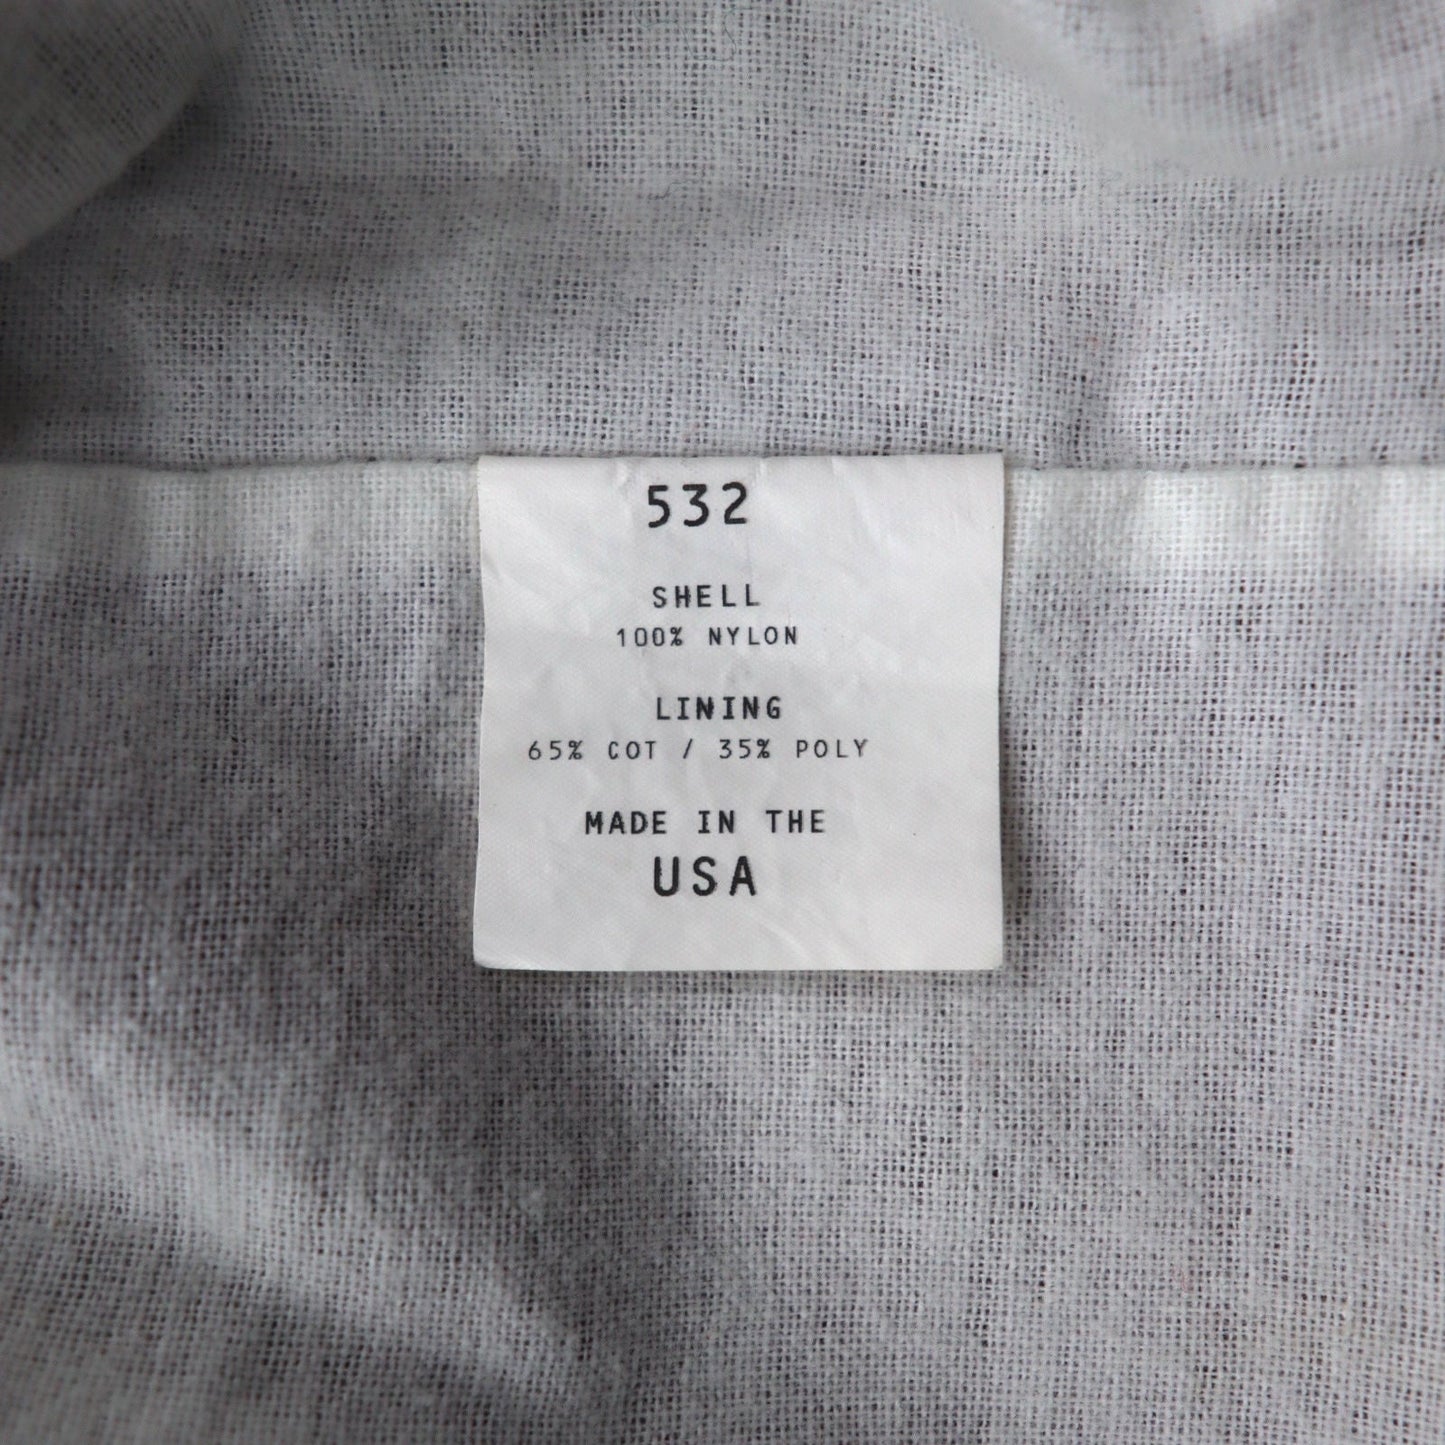 532
SHELL
100% NYLON
LINING
65% COT / 35% POLY
MADE IN THE
USA